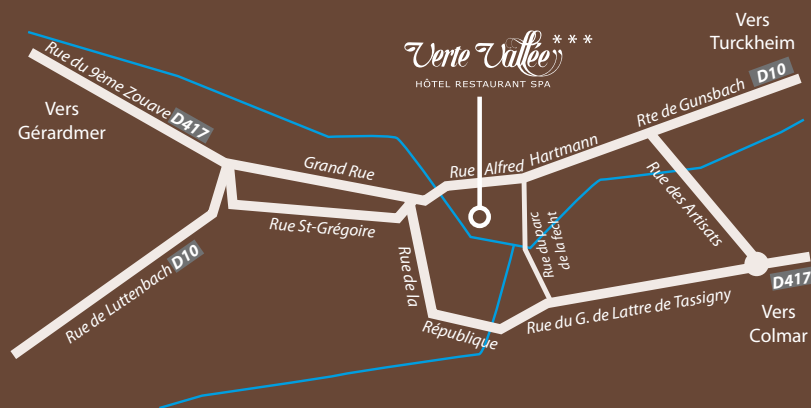 Vers
Turckheim
Verte Vallée ***
HÔTEL RESTAURANT SPA
D10
Rte de Gunsbach
Rue du 9ème Zouave D417
Vers
Gérardmer
Grand Rue
Rue Alfred Hartmann
Rue St-Grégoire
Rue des Artisats
Rue du parc
de la fecht
Rue de la
République
Rue de Luttenbach D10
Rue du G. de Lattre de Tassigny
D417
Vers
Colmar